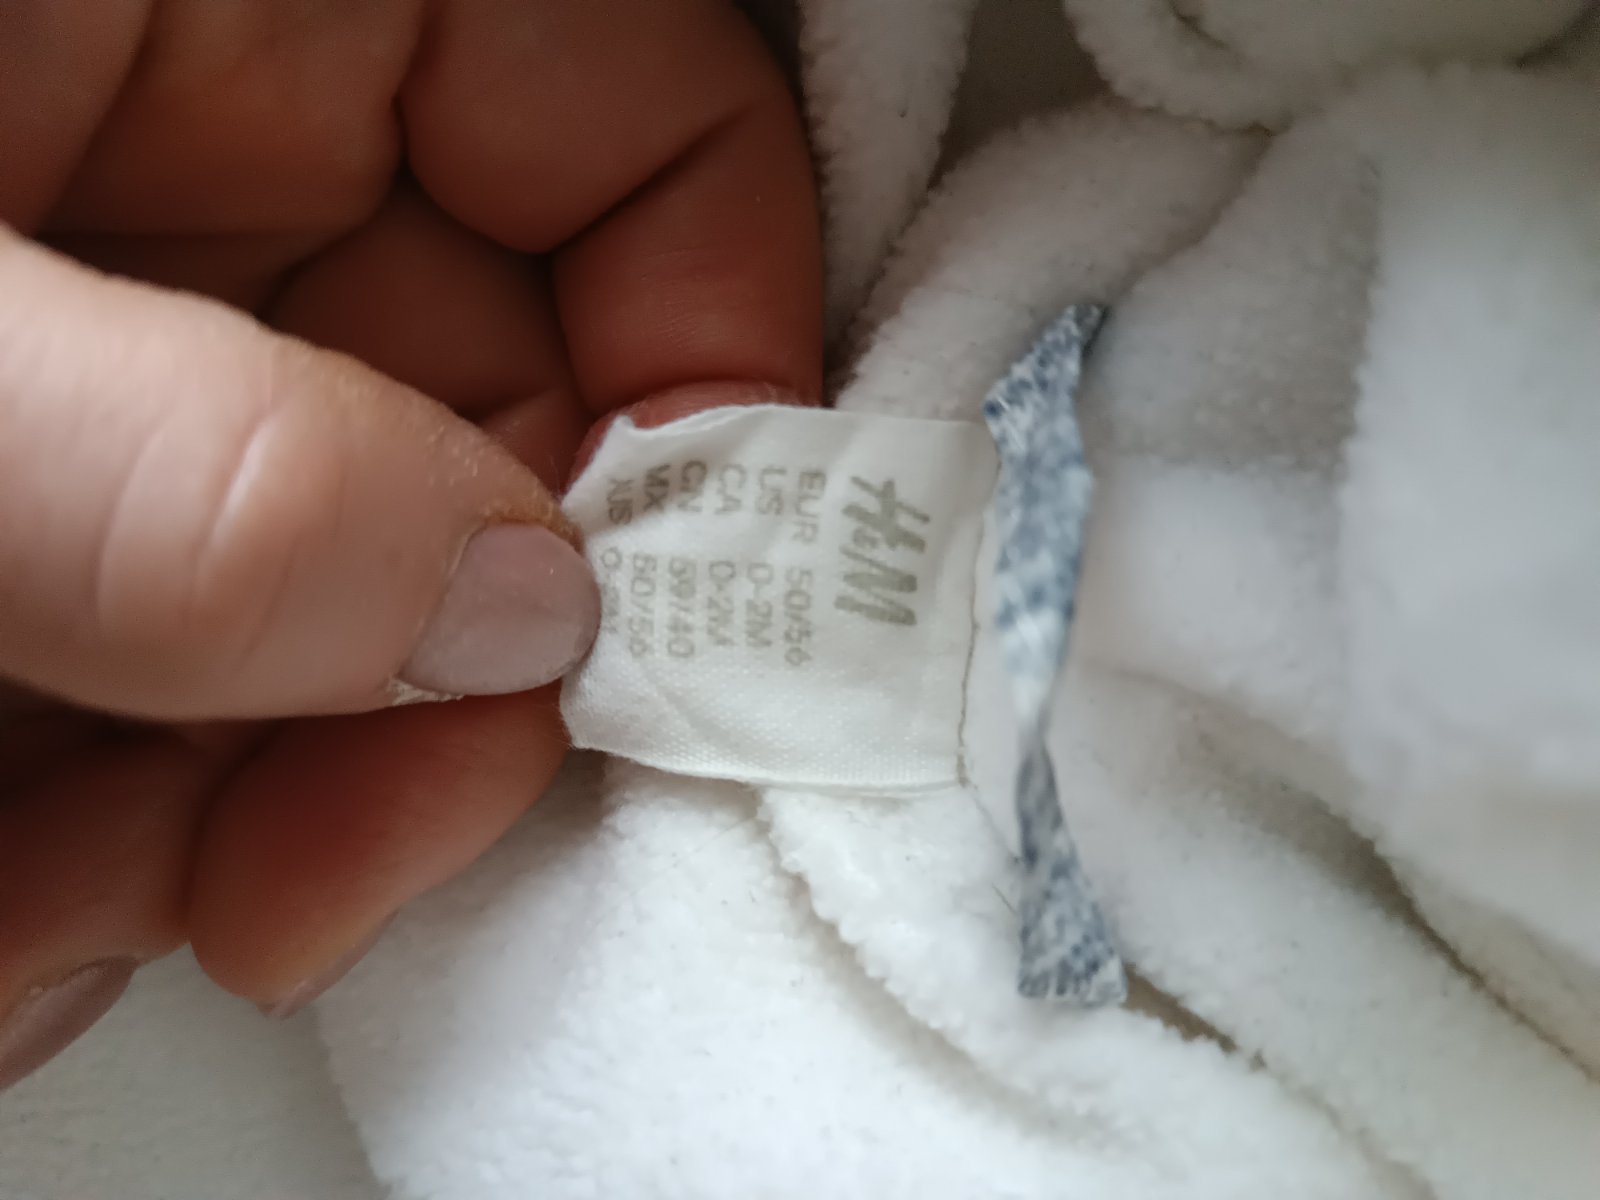 H&M
EUR 50/56
US 0-2M
CA 0-2M
CN 59/40
MX 50/56
AUS